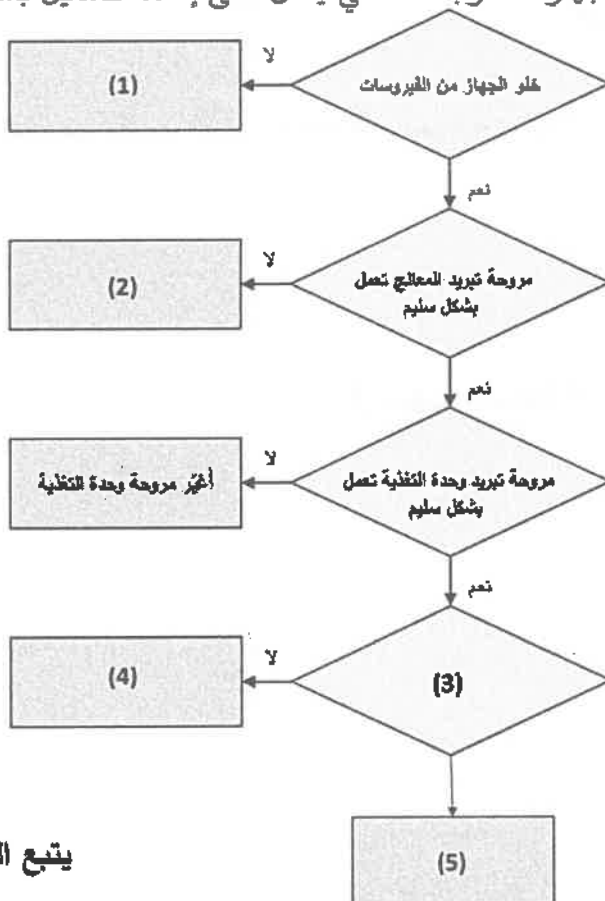 لا
(1)
خلو الجهاز من الفيروسات
نعم
لا
(2)
مروحة تبريد المعالج تعمل
بشكل سليم
نعم
لا
أغيّر مروحة وحدة التغذية
مروحة تبريد وحدة التغذية تعمل
بشكل سليم
نعم
لا
(4)
(3)
(5)
يتبع